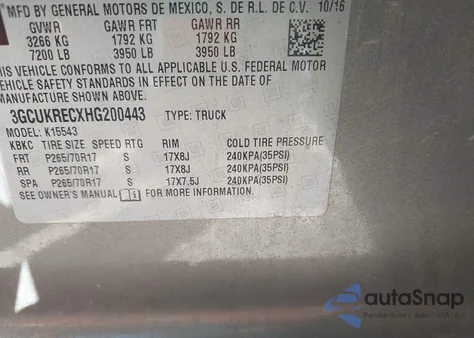 MFD BY GENERAL MOTORS DE MEXICO, S. DE R.L. DE C.V. 10/16
GVWR GAWR FRT GAWR RR
3266 KG 1792 KG 1792 KG
7200 LB 3950 LB 3950 LB
THIS VEHICLE CONFORMS TO ALL APPLICABLE U.S. FEDERAL MOTOR
VEHICLE SAFETY STANDARDS IN EFFECT ON THE DATE OF
MANUFACTURE SHOWN ABOVE.
3GCUKRECXHG200443 TYPE: TRUCK
MODEL: K15543
KBKC TIRE SIZE SPEED RTG RIM COLD TIRE PRESSURE
FRT P265/70R17 S 17X8J 240KPA(35PSI)
RR P265/70R17 S 17X8J 240KPA(35PSI)
SPA P265/70R17 S 17X7.5J 240KPA(35PSI)
SEE OWNER'S MANUAL FOR MORE INFORMATION.
autoSnap